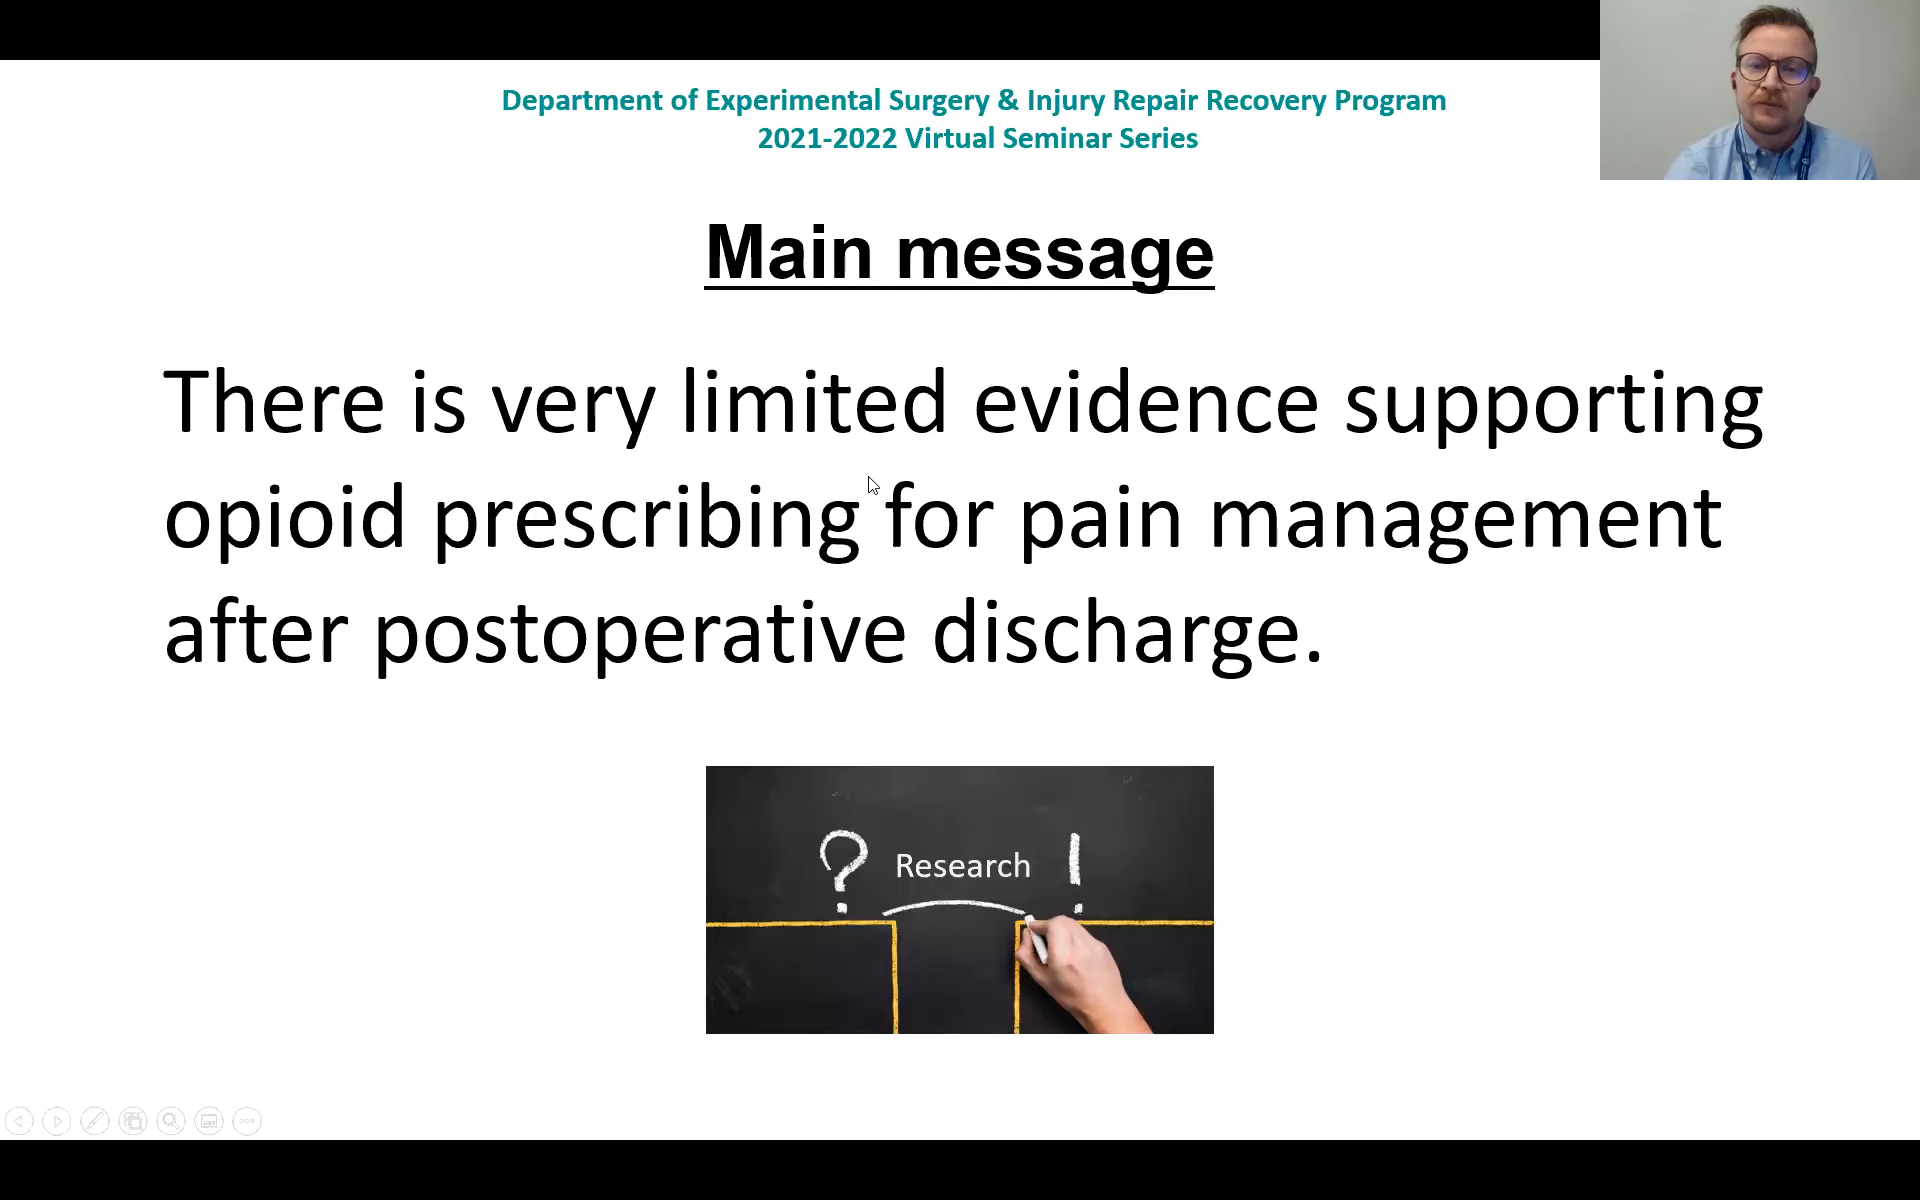 Department of Experimental Surgery & Injury Repair Recovery Program
2021-2022 Virtual Seminar Series
Main message
There is very limited evidence supporting
opioid prescribing for pain management
after postoperative discharge.
? Research !